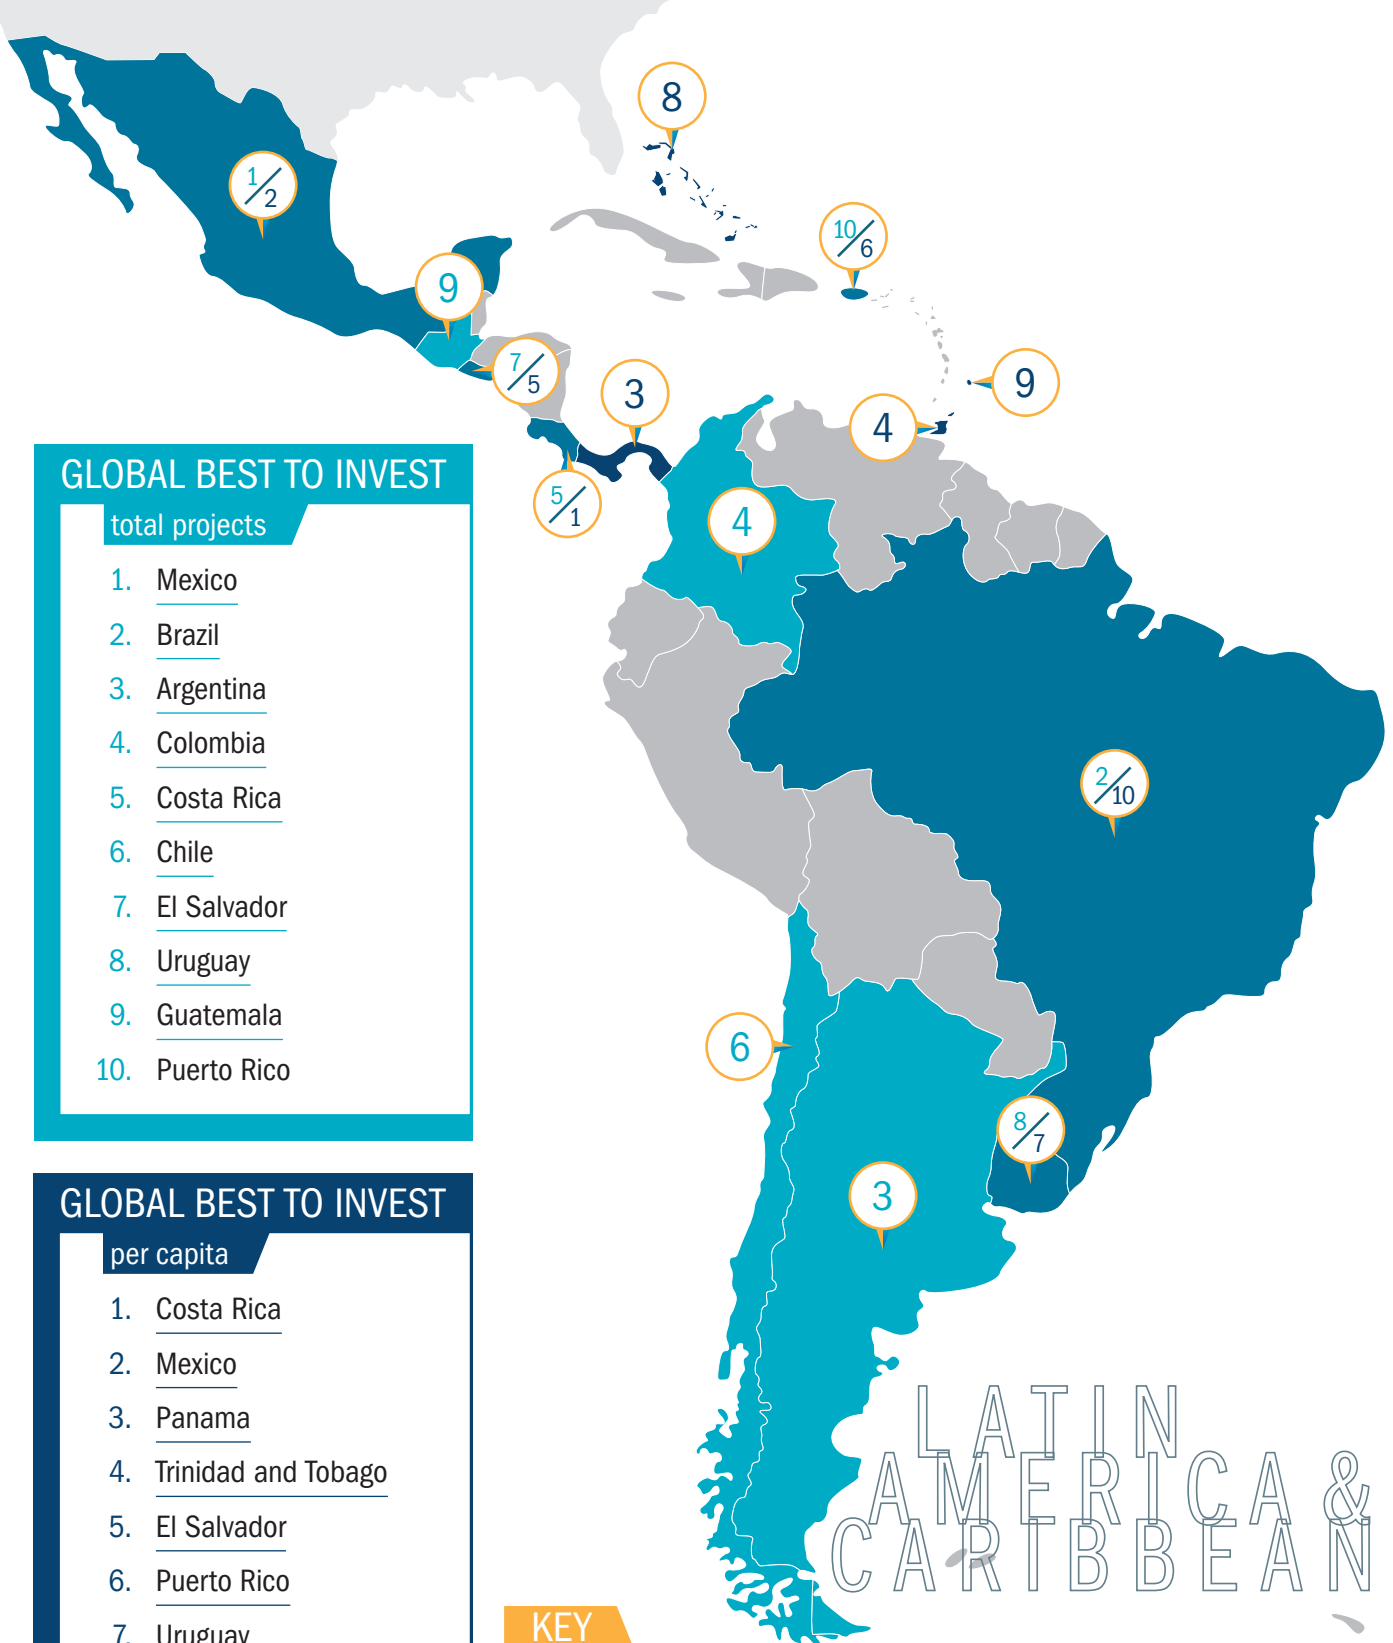 8
1/2
10/6
9
7/5
3
9
4
5/1
4
GLOBAL BEST TO INVEST
total projects
1. Mexico
2. Brazil
3. Argentina
4. Colombia
5. Costa Rica
6. Chile
7. El Salvador
8. Uruguay
9. Guatemala
10. Puerto Rico
2/10
6
8/7
3
GLOBAL BEST TO INVEST
per capita
1. Costa Rica
2. Mexico
3. Panama
4. Trinidad and Tobago
5. El Salvador
6. Puerto Rico
7. Uruguay
LATIN
AMERICA &
CARIBBEAN
KEY